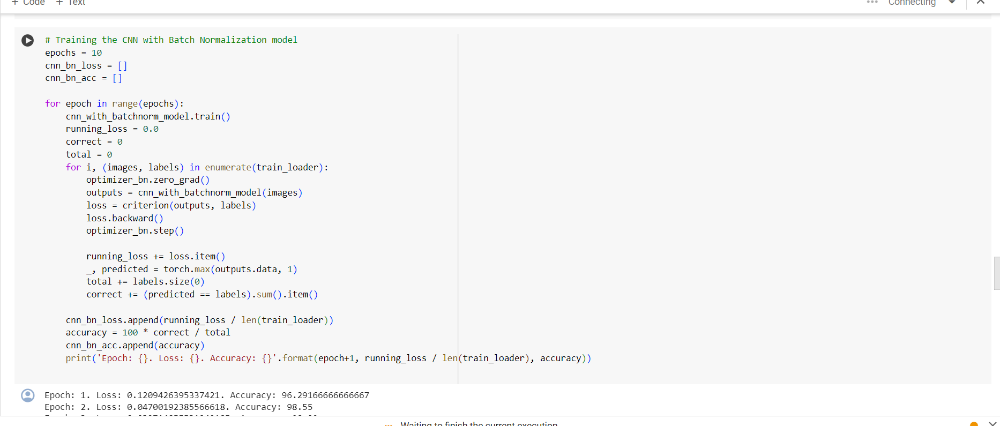 + Code + Text
Connecting
# Training the CNN with Batch Normalization model
epochs = 10
cnn_bn_loss = []
cnn_bn_acc = []
for epoch in range(epochs):
cnn_with_batchnorm_model.train()
running_loss = 0.0
correct = 0
total = 0
for i, (images, labels) in enumerate(train_loader):
optimizer_bn.zero_grad()
outputs = cnn_with_batchnorm_model(images)
loss = criterion(outputs, labels)
loss.backward()
optimizer_bn.step()
running_loss += loss.item()
_, predicted = torch.max(outputs.data, 1)
total += labels.size(0)
correct += (predicted == labels).sum().item()
cnn_bn_loss.append(running_loss / len(train_loader))
accuracy = 100 * correct / total
cnn_bn_acc.append(accuracy)
print('Epoch: {}. Loss: {}. Accuracy: {}'.format(epoch+1, running_loss / len(train_loader), accuracy))
Epoch: 1. Loss: 0.1209426395337421. Accuracy: 96.29166666666667
Epoch: 2. Loss: 0.04700192385566618. Accuracy: 98.55
Waiting to finish the current execution